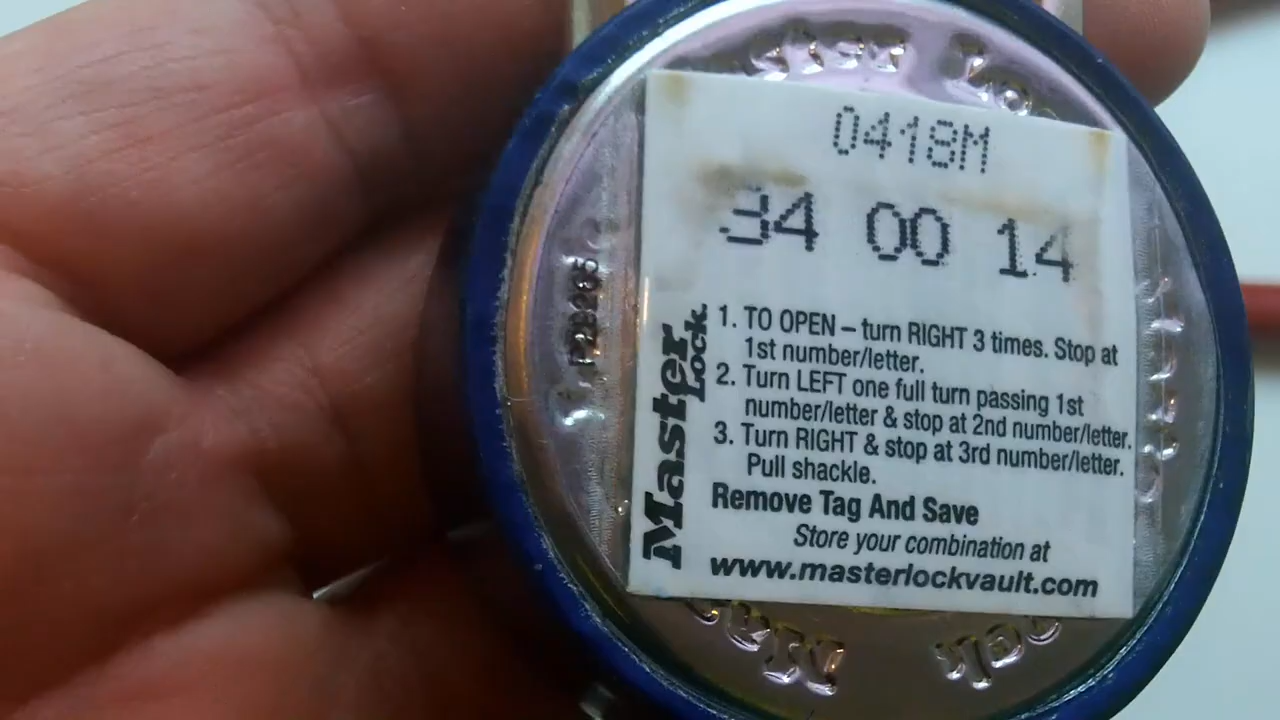 0418M
34 00 14
1. TO OPEN – turn RIGHT 3 times. Stop at
1st number/letter.
2. Turn LEFT one full turn passing 1st
number/letter & stop at 2nd number/letter.
3. Turn RIGHT & stop at 3rd number/letter.
Pull shackle.
Remove Tag And Save
Store your combination at
www.masterlockvault.com
Master
Lock.